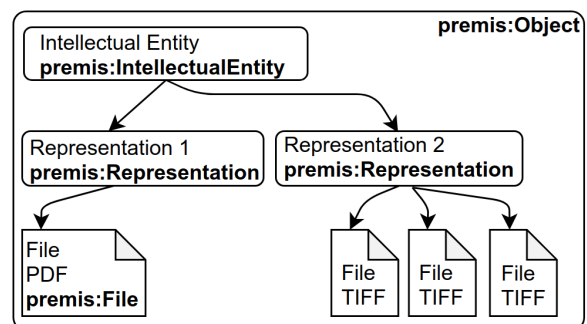 premis:Object
Intellectual Entity
premis:IntellectualEntity
Representation 1
premis:Representation
Representation 2
premis:Representation
File
PDF
premis:File
File
TIFF
File
TIFF
File
TIFF